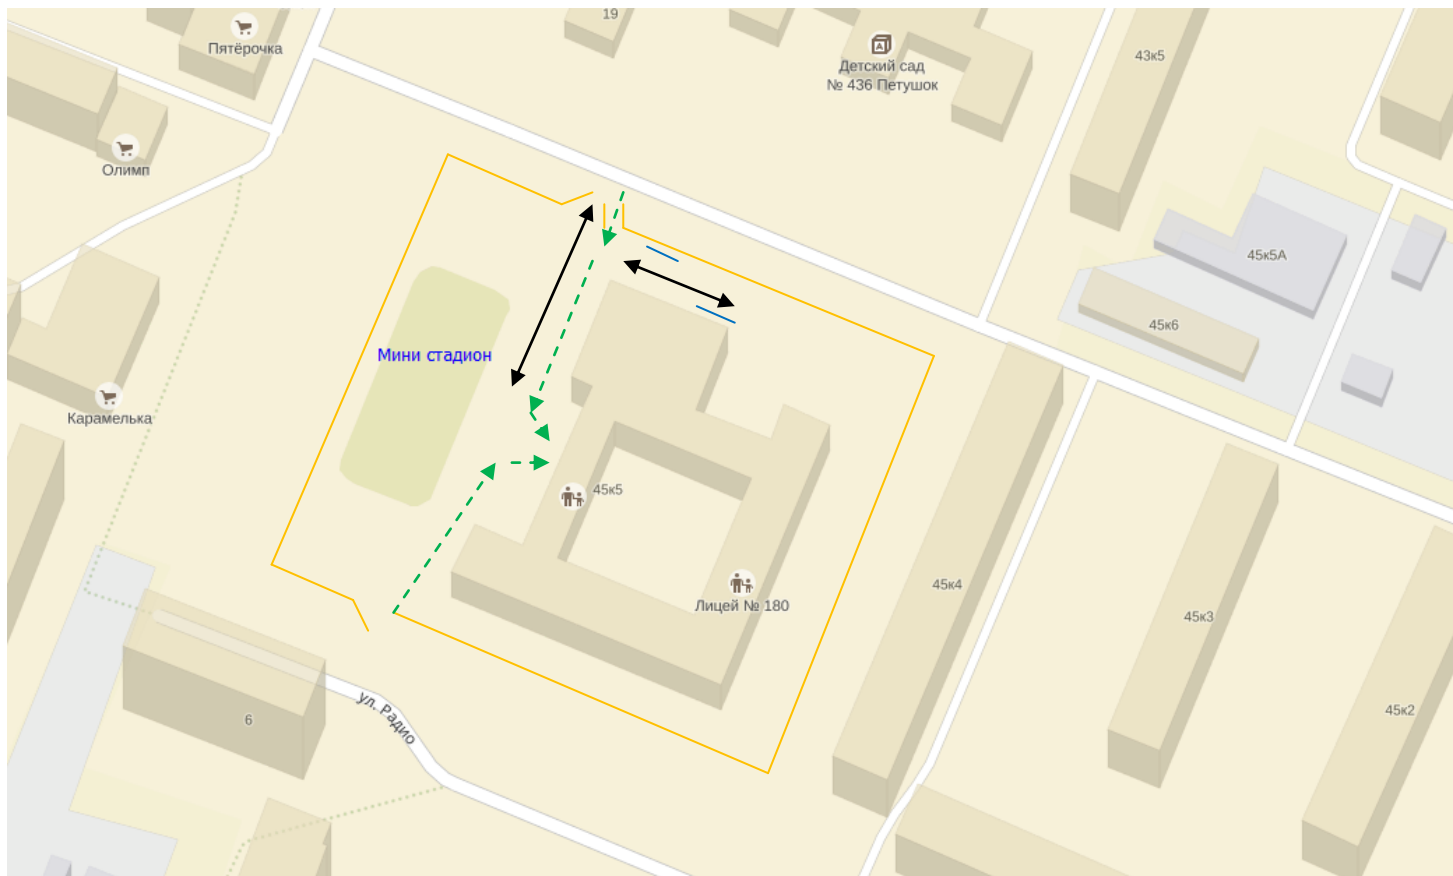 19
Пятёрочка
Детский сад
№ 436 Петушок
43к5
Олимп
45к5А
45к6
Мини стадион
Карамелька
45к5
45к4
Лицей № 180
45к3
ул. Радио
6
45к2